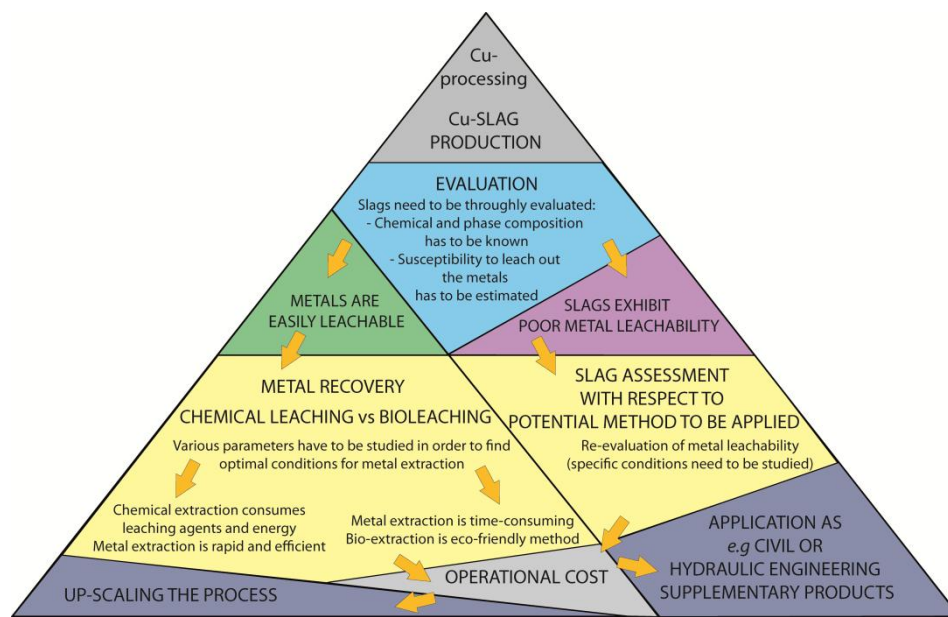 Cu-
processing
Cu-SLAG
PRODUCTION
EVALUATION
Slags need to be throughly evaluated:
- Chemical and phase composition
has to be known
- Susceptibility to leach out
the metals
has to be estimated
METALS ARE
EASILY LEACHABLE
SLAGS EXHIBIT
POOR METAL LEACHABILITY
METAL RECOVERY
CHEMICAL LEACHING vs BIOLEACHING
Various parameters have to be studied in order to find
optimal conditions for metal extraction
Chemical extraction consumes
leaching agents and energy
Metal extraction is rapid and efficient
Metal extraction is time-consuming
Bio-extraction is eco-friendly method
SLAG ASSESSMENT
WITH RESPECT TO
POTENTIAL METHOD TO BE APPLIED
Re-evaluation of metal leachability
(specific conditions need to be studied)
APPLICATION AS
e.g CIVIL OR
HYDRAULIC ENGINEERING
SUPPLEMENTARY PRODUCTS
OPERATIONAL COST
UP-SCALING THE PROCESS